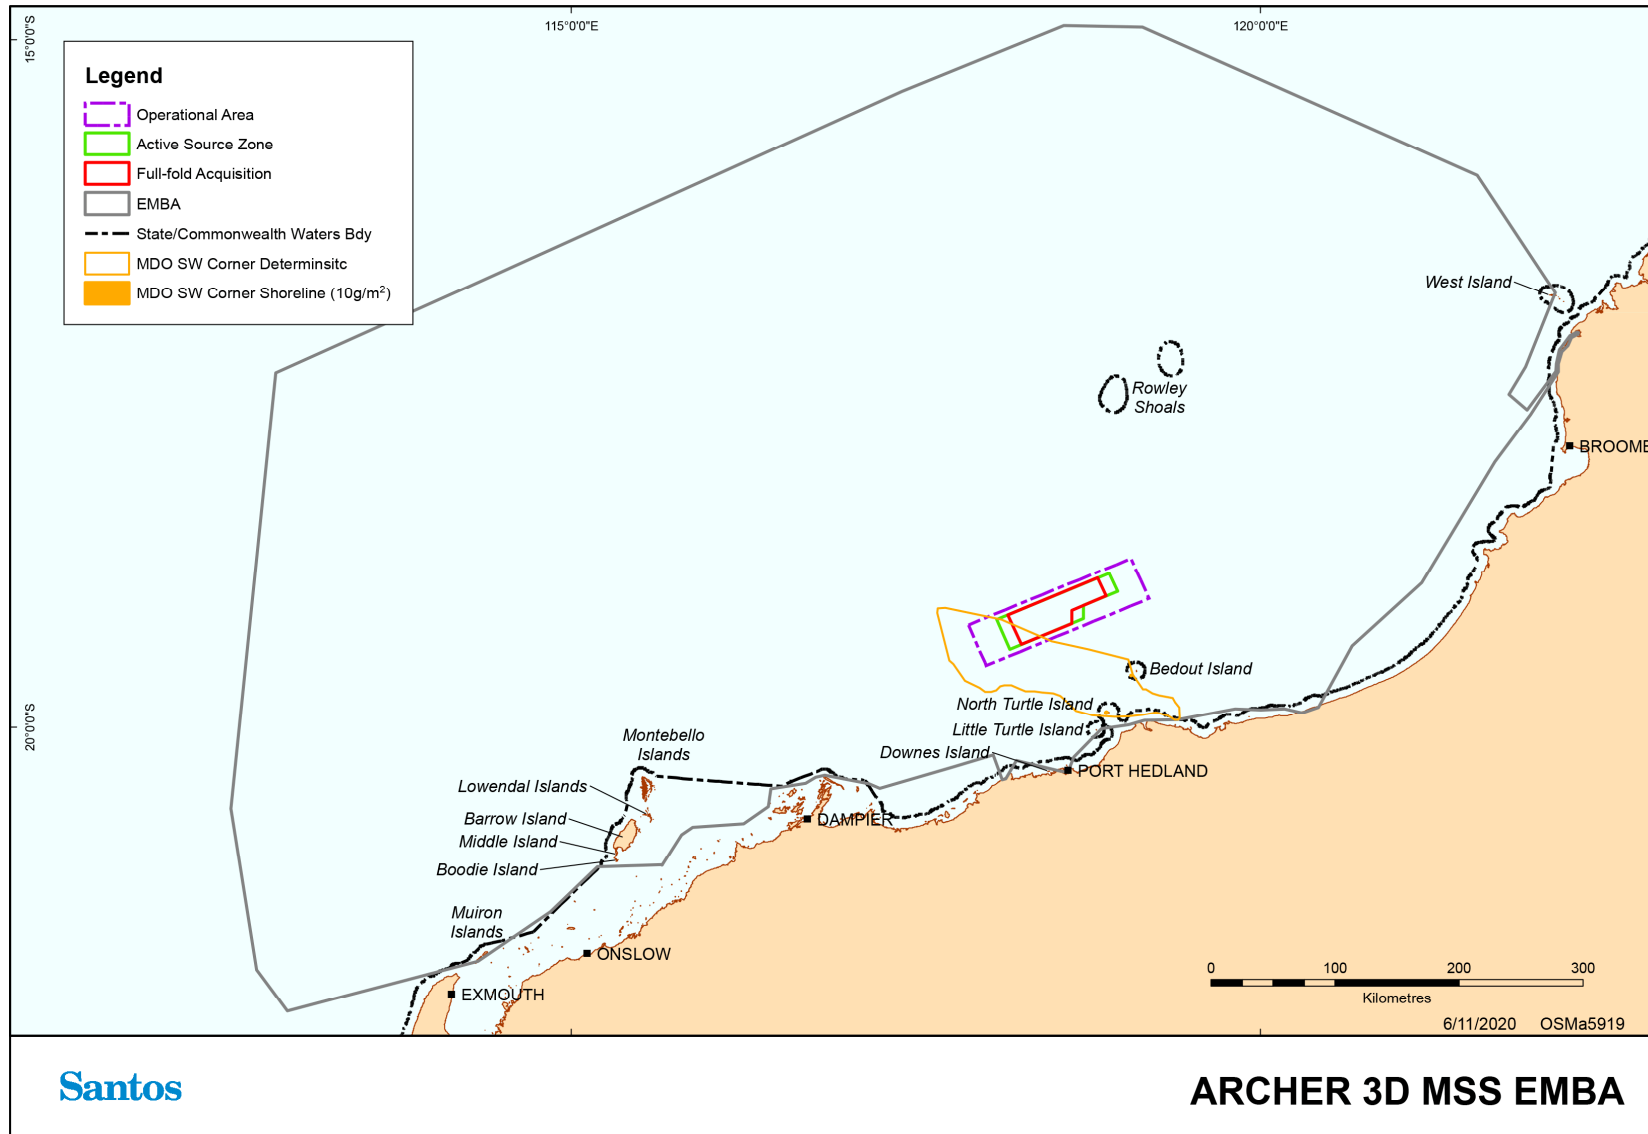 115°0'0"E
120°0'0"E
15°0'0"S
20°0'0"S
Legend
Operational Area
Active Source Zone
Full-fold Acquisition
EMBA
State/Commonwealth Waters Bdy
MDO SW Corner Determinsitc
MDO SW Corner Shoreline (10g/m²)
West Island
Rowley
Shoals
BROOME
Bedout Island
North Turtle Island
Little Turtle Island
Downes Island
PORT HEDLAND
Montebello
Islands
Lowendal Islands
Barrow Island
Middle Island
Boodie Island
DAMPIER
Muiron
Islands
ONSLOW
EXMOUTH
0 100 200 300
Kilometres
6/11/2020 OSMa5919
Santos
ARCHER 3D MSS EMBA